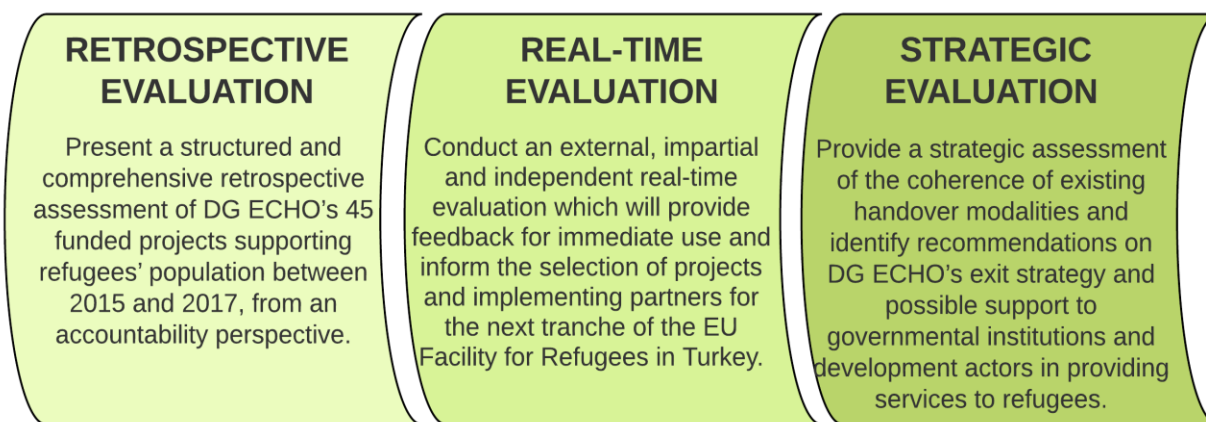 RETROSPECTIVE
EVALUATION
Present a structured and
comprehensive retrospective
assessment of DG ECHO’s 45
funded projects supporting
refugees’ population between
2015 and 2017, from an
accountability perspective.
REAL-TIME
EVALUATION
Conduct an external, impartial
and independent real-time
evaluation which will provide
feedback for immediate use and
inform the selection of projects
and implementing partners for
the next tranche of the EU
Facility for Refugees in Turkey.
STRATEGIC
EVALUATION
Provide a strategic assessment
of the coherence of existing
handover modalities and
identify recommendations on
DG ECHO’s exit strategy and
possible support to
governmental institutions and
development actors in providing
services to refugees.